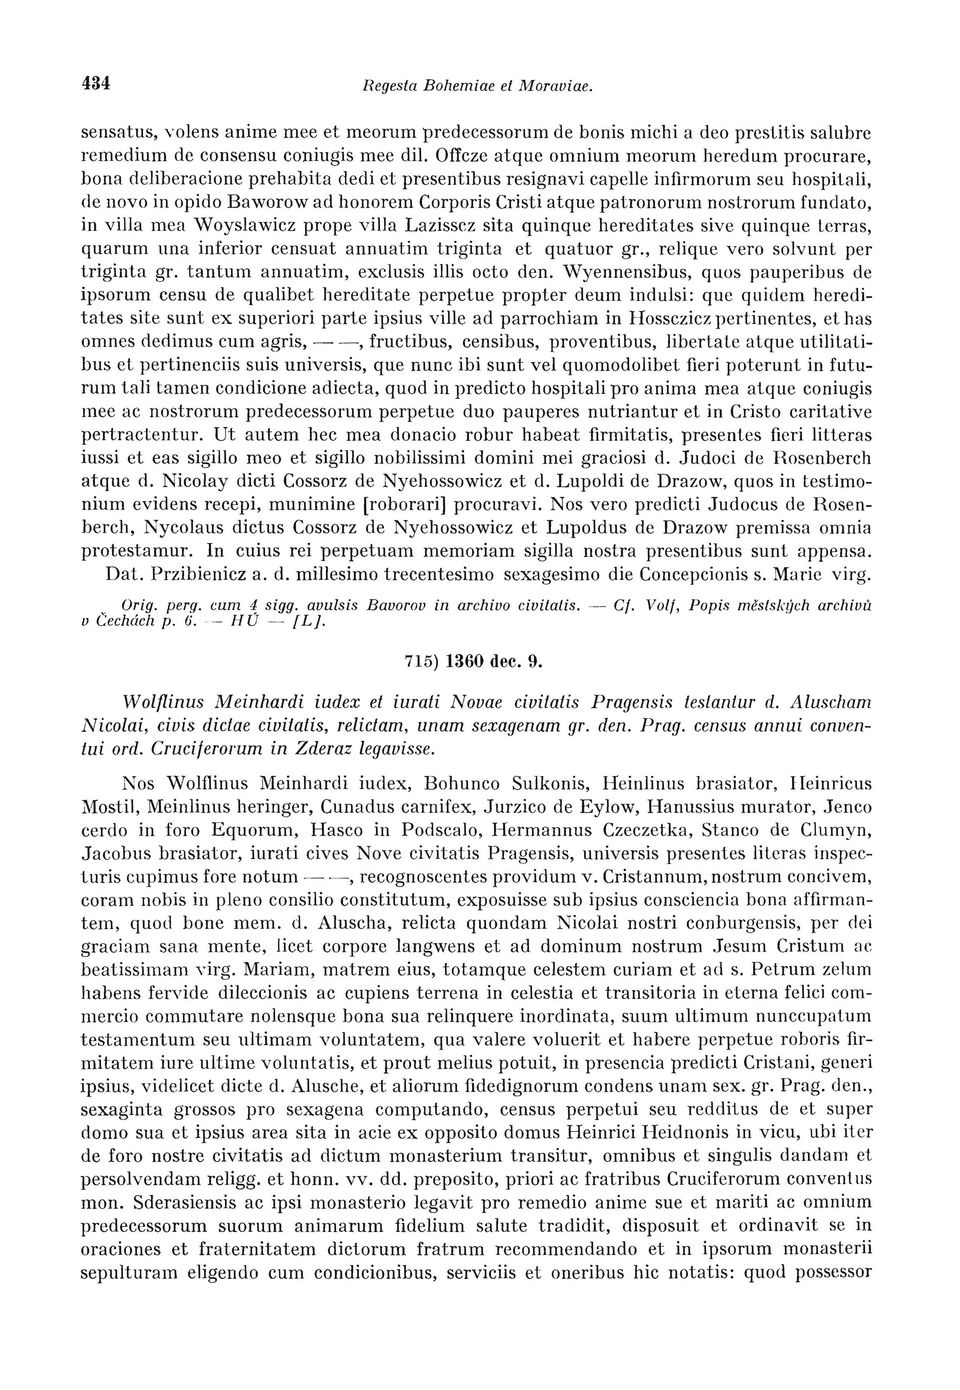 434 Regesta Bohemiae et Moraviae.
sensatus, volens anime mee et meorum predecessorum de bonis michi a deo prestitis salubre
remedium de consensu coniugis mee dil. Offcze atque omnium meorum heredum procurare,
bona deliberacione prehabita dedi et presentibus resignavi capelle infirmorum seu hospitali,
de novo in opido Baworow ad honorem Corporis Cristi atque patronorum nostrorum fundato,
in villa mea Woyslawicz prope villa Lazissez sita quinque hereditates sive quinque terras,
quarum una inferior censuat annuatim triginta et quatuor gr., relique vero solvunt per
triginta gr. tantum annuatim, exclusis illis octo den. Wyennensibus, quos pauperibus de
ipsorum censu de qualibet hereditate perpetue propter deum indulsi: que quidem heredi-
tates site sunt ex superiori parte ipsius ville ad parrochiam in Hossczicz pertinentes, et has
omnes dedimus cum agris, — —, fructibus, censibus, proventibus, libertate atque utilitati-
bus et pertinenciis suis universis, que nunc ibi sunt vel quomodolibet fieri poterunt in futu-
rum tali tamen condicione adiecta, quod in predicto hospitali pro anima mea atque coniugis
mee ac nostrorum predecessorum perpetue duo pauperes nutriantur et in Cristo caritative
pertractentur. Ut autem hec mea donacio robur habeat firmitatis, presentes fieri litteras
iussi et eas sigillo meo et sigillo nobilissimi domini mei graciosi d. Judoci de Rosenberch
atque d. Nicolay dicti Cossorz de Nyehossowicz et d. Lupoldi de Drazow, quos in testimo-
nium evidens recepi, munimine [roborari] procuravi. Nos vero predicti Judocus de Rosen-
berch, Nycolaus dictus Cossorz de Nyehossowicz et Lupoldus de Drazow premissa omnia
protestamur. In cuius rei perpetuam memoriam sigilla nostra presentibus sunt appensa.
Dat. Przibienicz a. d. millesimo trecentesimo sexagesimo die Concepcionis s. Marie virg.
Orig. perg. cum 4 sigg. avulsis Bavorov in archivo civitatis. — Cf. Volf, Popis městských archivů
v Čechách p. 6. — HÚ — [L].
715) 1360 dec. 9.
Wolflinus Meinhardi iudex et iurati Novae civitatis Pragensis testantur d. Aluscham
Nicolai, civis dictae civitatis, relictam, unam sexagenam gr. den. Prag. census annui conven-
tui ord. Cruciferorum in Zderaz legavisse.
Nos Wolflinus Meinhardi iudex, Bohunco Sulkonis, Heinlinus brasiator, Heinricus
Mostil, Meinlinus heringer, Cunadus carnifex, Jurzico de Eylow, Hanussius murator, Jenco
cerdo in foro Equorum, Hasco in Podscalo, Hermannus Czeczetka, Stanco de Clumyn,
Jacobus brasiator, iurati cives Nove civitatis Pragensis, universis presentes literas inspec-
turis cupimus fore notum — —, recognoscentes providum v. Cristannum, nostrum concivem,
coram nobis in pleno consilio constitutum, exposuisse sub ipsius consciencia bona affirman-
tem, quod bone mem. d. Aluscha, relicta quondam Nicolai nostri conburgensis, per dei
graciam sana mente, licet corpore langwens et ad dominum nostrum Jesum Cristum ac
beatissimam virg. Mariam, matrem eius, totamque celestem curiam et ad s. Petrum zelum
habens fervide dileccionis ac cupiens terrena in celestia et transitoria in eterna felici com-
mercio commutare nolensque bona sua relinquere inordinata, suum ultimum nunccupatum
testamentum seu ultimam voluntatem, qua valere voluerit et habere perpetue roboris fir-
mitatem iure ultime voluntatis, et prout melius potuit, in presencia predicti Cristani, generi
ipsius, videlicet dicte d. Alusche, et aliorum fidedignorum condens unam sex. gr. Prag. den.,
sexaginta grossos pro sexagena computando, census perpetui seu redditus de et super
domo sua et ipsius area sita in acie ex opposito domus Heinrici Heidnonis in vicu, ubi iter
de foro nostre civitatis ad dictum monasterium transitur, omnibus et singulis dandam et
persolvendam religg. et honn. vv. dd. preposito, priori ac fratribus Cruciferorum conventus
mon. Sderasiensis ac ipsi monasterio legavit pro remedio anime sue et mariti ac omnium
predecessorum suorum animarum fidelium salute tradidit, disposuit et ordinavit se in
oraciones et fraternitatem dictorum fratrum recommendando et in ipsorum monasterii
sepulturam eligendo cum condicionibus, serviciis et oneribus hic notatis: quod possessor